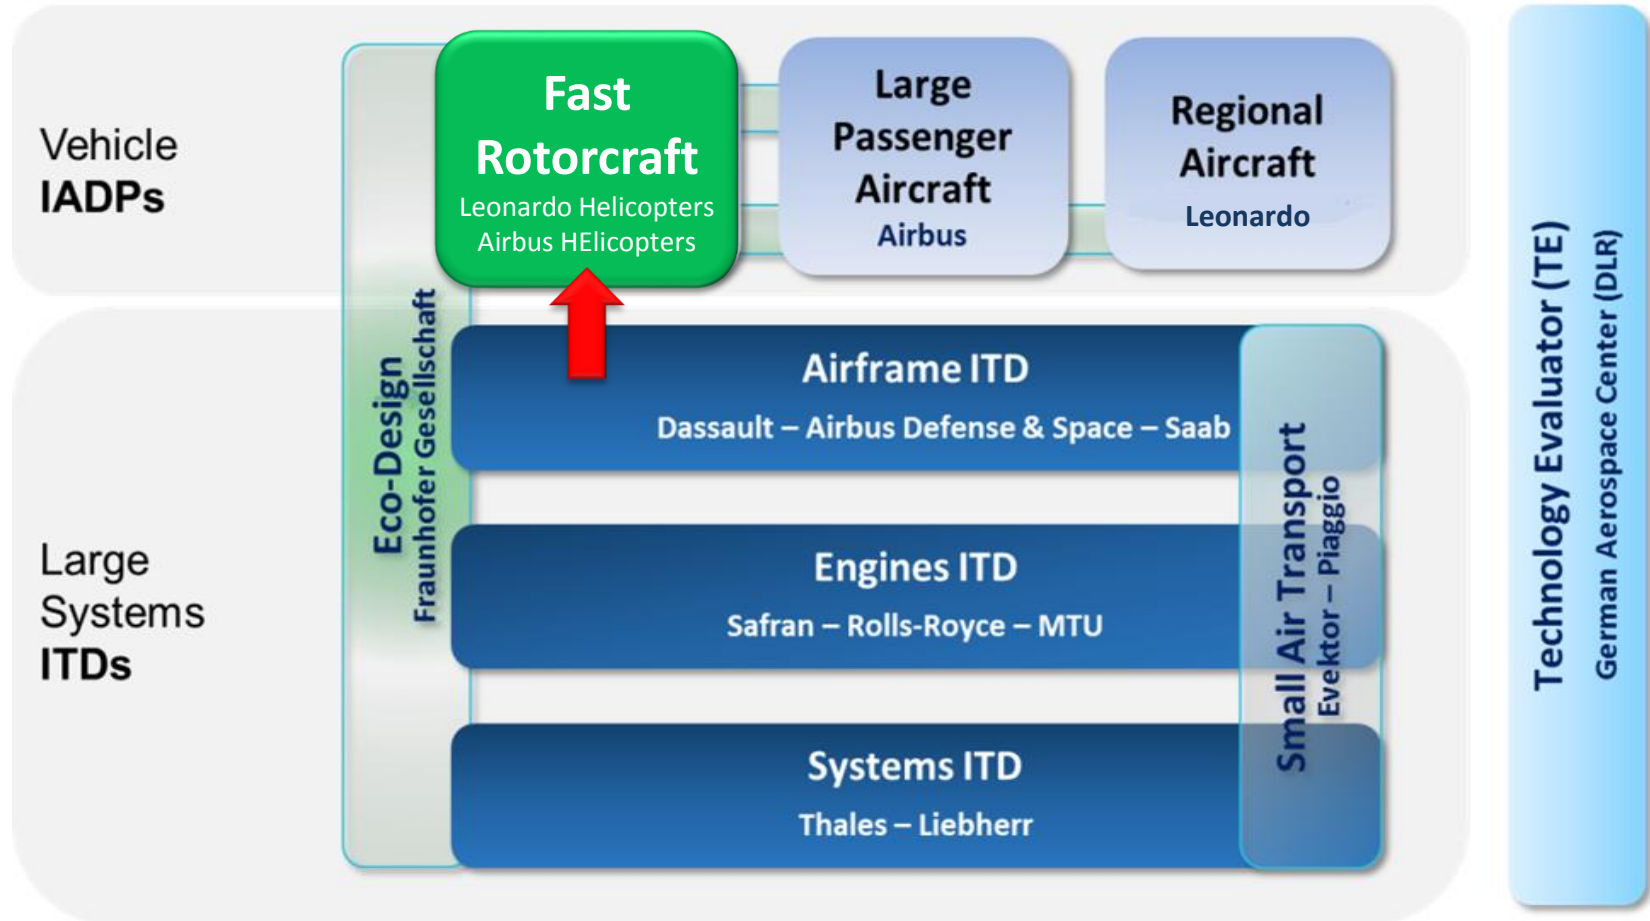 Vehicle
IADPs
Fast
Rotorcraft
Leonardo Helicopters
Airbus HElicopters
Large
Passenger
Aircraft
Airbus
Regional
Aircraft
Leonardo
Large
Systems
ITDs
Eco-Design
Fraunhofer Gesellschaft
Airframe ITD
Dassault – Airbus Defense & Space – Saab
Engines ITD
Safran – Rolls-Royce – MTU
Systems ITD
Thales – Liebherr
Small Air Transport
Evektor – Piaggio
Technology Evaluator (TE)
German Aerospace Center (DLR)